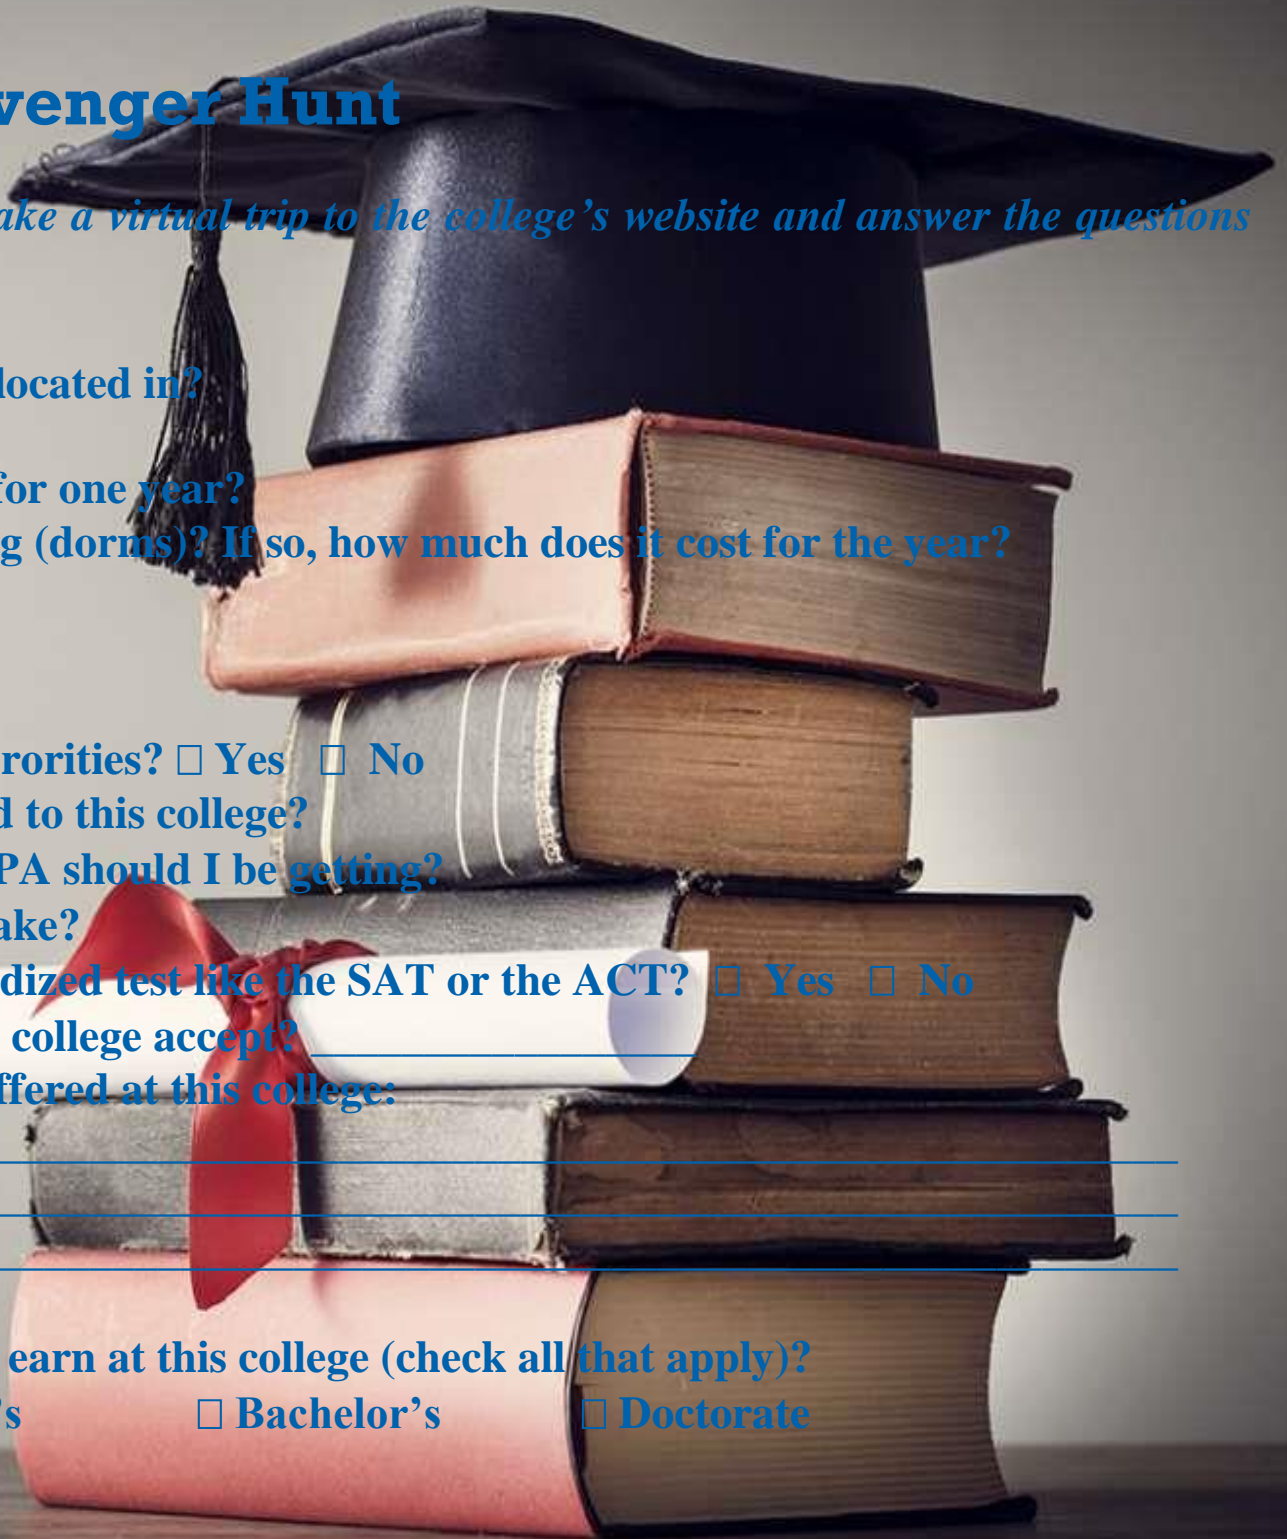 venger Hunt
ake a virtual trip to the college’s website and answer the questions
located in?
for one year?
g (dorms)? If so, how much does it cost for the year?
rorities? □ Yes □ No
d to this college?
PA should I be getting?
ake?
dized test like the SAT or the ACT? □ Yes □ No
college accept? _________________
ffered at this college:
earn at this college (check all that apply)?
’s □ Bachelor’s □ Doctorate